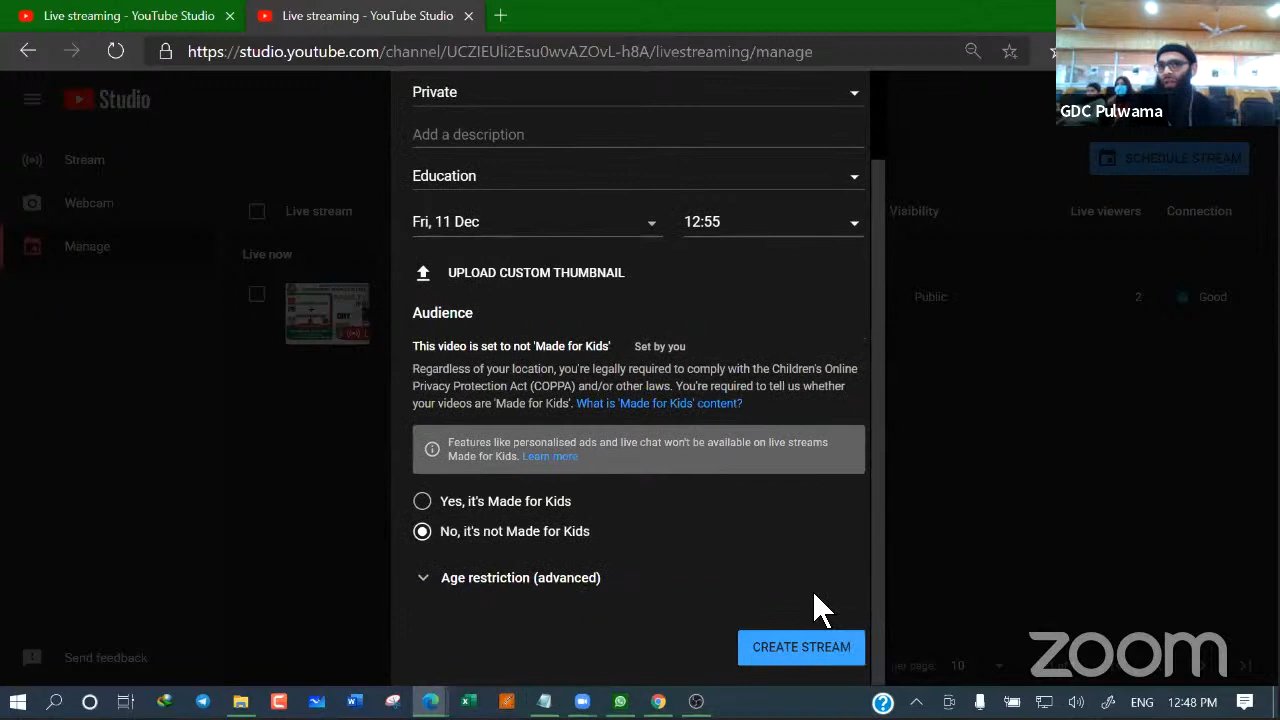 Live streaming - YouTube Studio
Live streaming - YouTube Studio
https://studio.youtube.com/channel/UCZIEUli2Esu0wvAZOvL-h8A/livestreaming/manage
GDC Pulwama
Studio
Private
Add a description
SCHEDULE STREAM
Stream
Education
Webcam
Live stream
Visibility
Live viewers
Connection
Fri, 11 Dec
12:55
Manage
Live now
UPLOAD CUSTOM THUMBNAIL
Public
2
Good
Audience
This video is set to not 'Made for Kids'
Set by you
Regardless of your location, you're legally required to comply with the Children's Online
Privacy Protection Act (COPPA) and/or other laws. You're required to tell us whether
your videos are 'Made for Kids'. What is 'Made for Kids' content?
Features like personalised ads and live chat won't be available on live streams
Made for Kids. Learn more
Yes, it's Made for Kids
No, it's not Made for Kids
Age restriction (advanced)
CREATE STREAM
Send feedback
per page:
10
zoom
ENG
12:48 PM